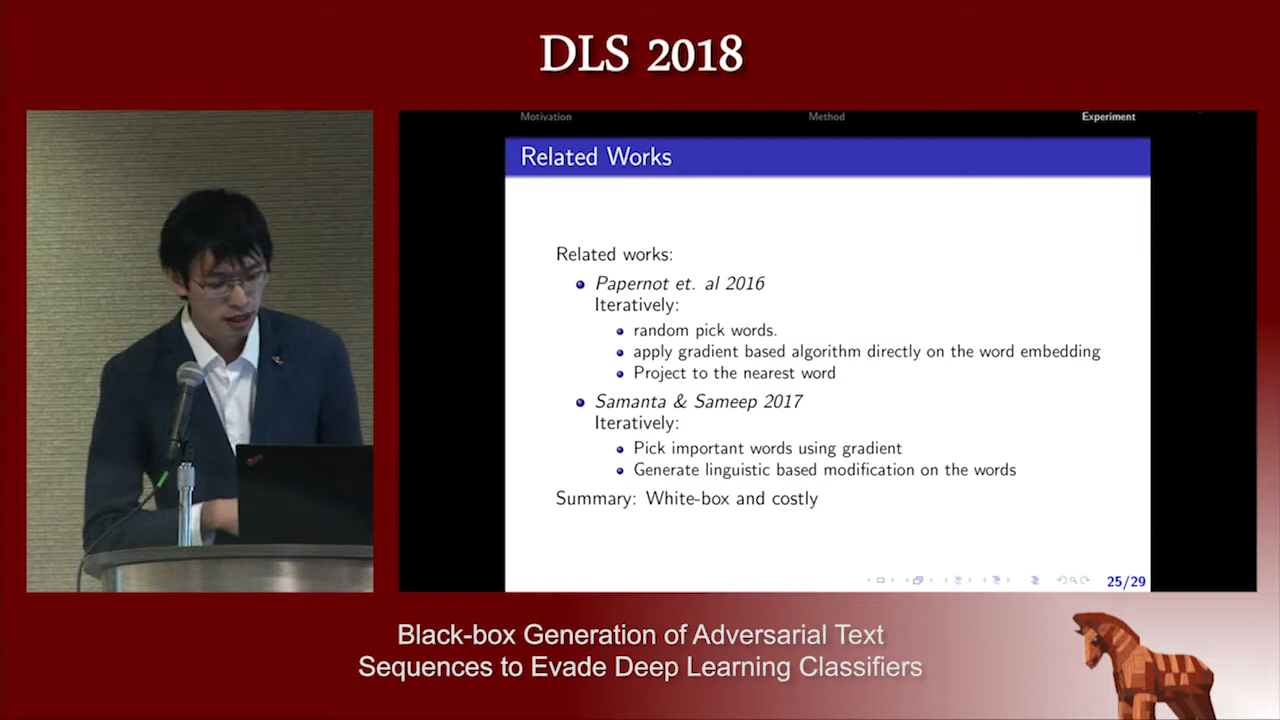 DLS 2018
Motivation
Method
Experiment
Related Works
Related works:
Papernot et. al 2016
Iteratively:
random pick words.
apply gradient based algorithm directly on the word embedding
Project to the nearest word
Samanta & Sameep 2017
Iteratively:
Pick important words using gradient
Generate linguistic based modification on the words
Summary: White-box and costly
25/29
Black-box Generation of Adversarial Text
Sequences to Evade Deep Learning Classifiers